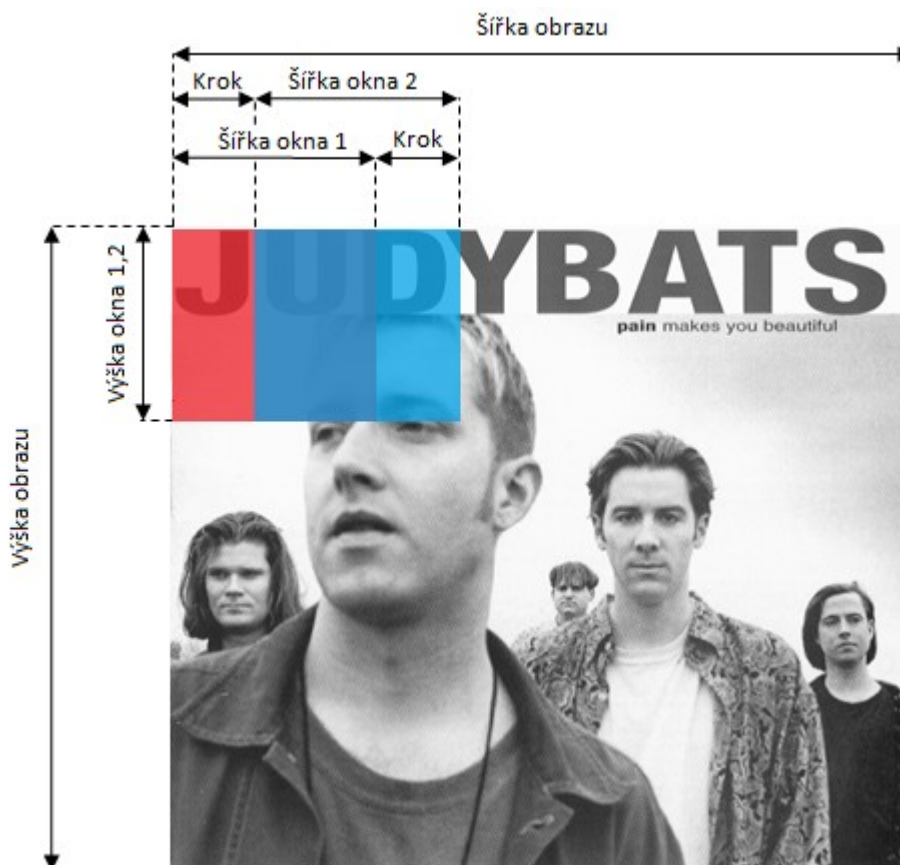 Šířka obrazu
Krok
Šířka okna 2
Šířka okna 1
Krok
Výška okna 1,2
Výška obrazu
JUDYBATS
pain makes you beautiful